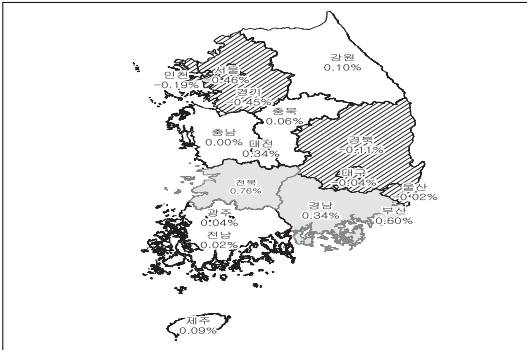 강원
0.10%
인천
-0.19%
서울
-0.46%
경기
-0.45%
충북
0.06%
충남
0.00%
대전
0.34%
경북
-0.11%
대구
-0.04%
울산
-0.02%
전북
0.76%
경남
0.34%
부산
0.60%
광주
0.04%
전남
0.02%
제주
0.09%